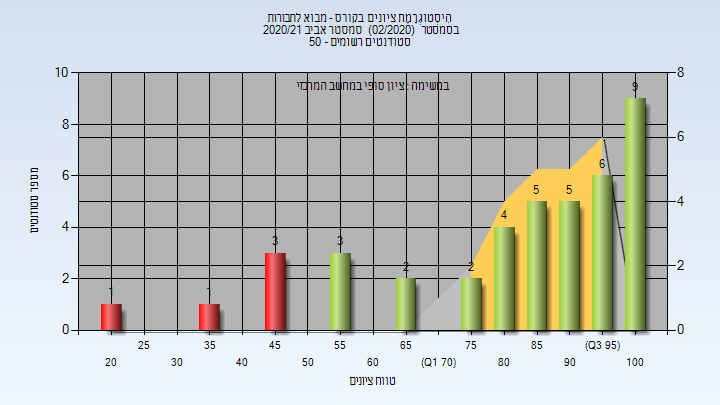 היסטוגרמת ציונים בקורס - מבוא לחבורות
בסמסטר (02/2020) סמסטר אביב 2020/21
סטודנטים רשומים - 50
במשימה : ציון סופי במחשב המרכזי
10 8 6 4 2 0
מספר סטודנטים
8 6 4 2 0
1 1 3 3 2 2 4 5 5 6 9
25 35 45 55 65 75 85 (Q3 95)
20 30 40 50 60 (Q1 70) 80 90 100
טווח ציונים